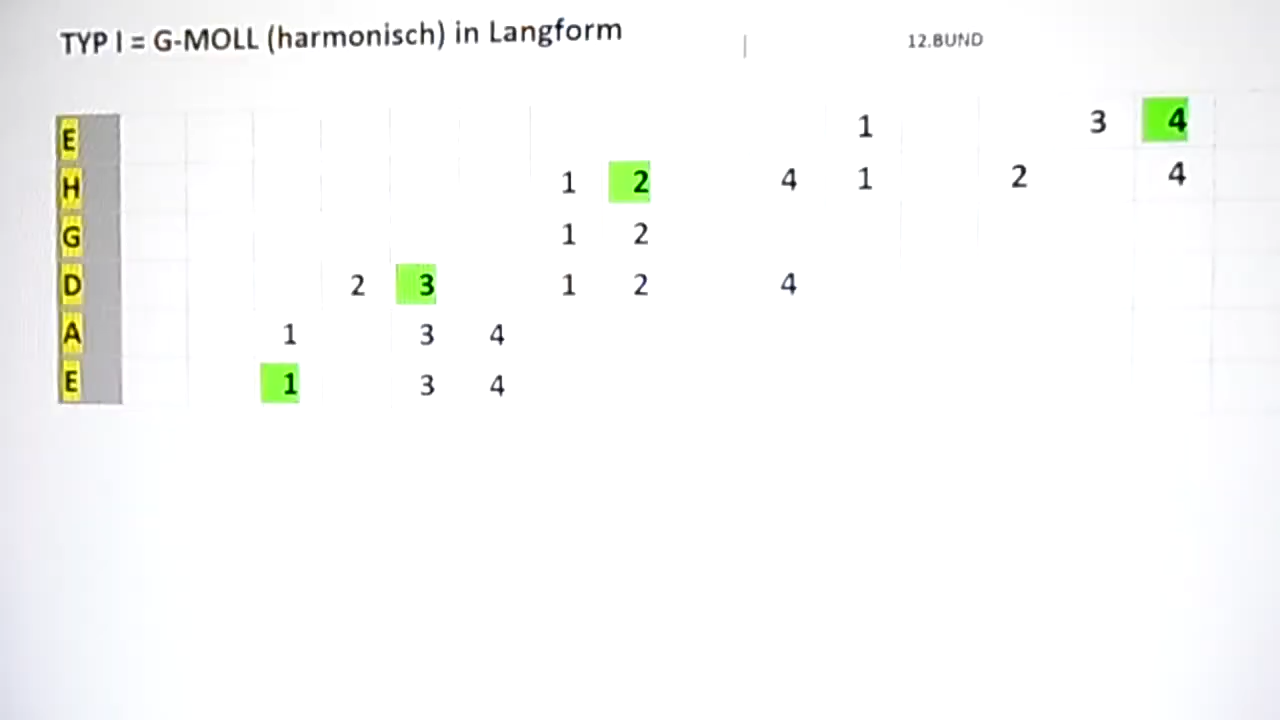 TYP I = G-MOLL (harmonisch) in Langform
12.BUND
E 1 3 4
H 1 2 4 1 2 4
G 1 2
D 2 3 1 2 4
A 1 3 4
E 1 3 4